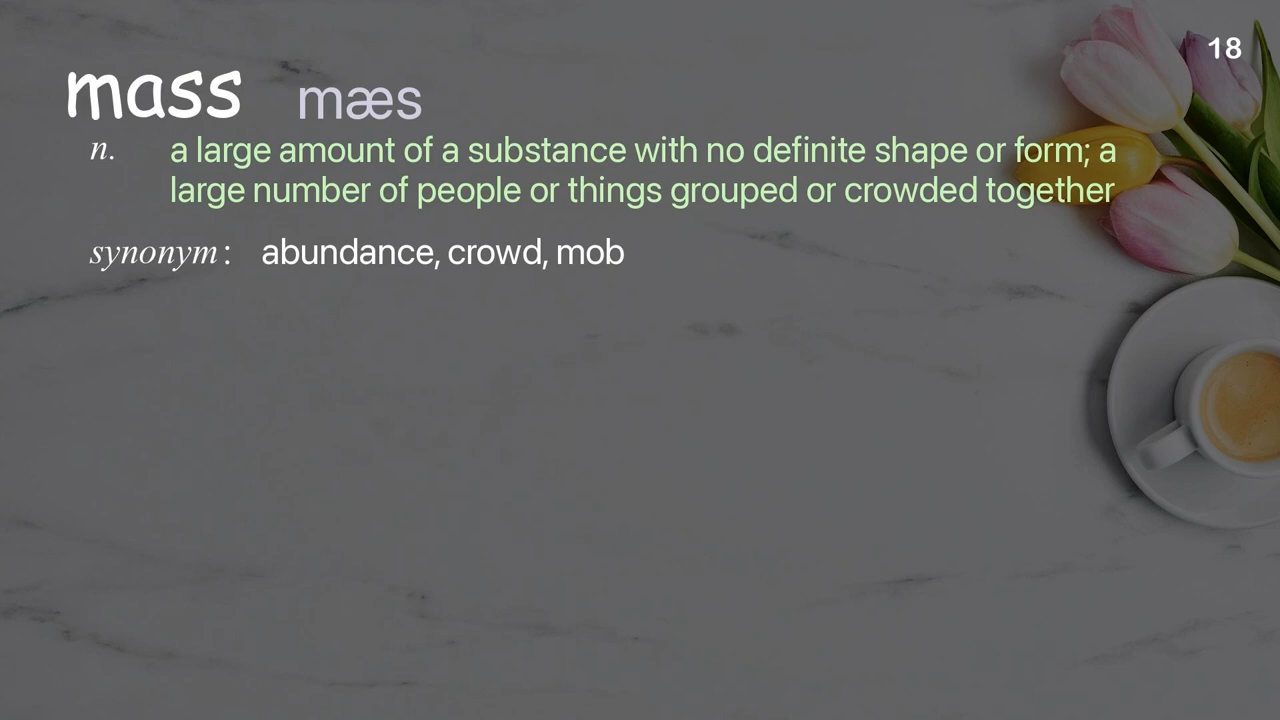 18
mass mæs
n. a large amount of a substance with no definite shape or form; a
large number of people or things grouped or crowded together
synonym: abundance, crowd, mob